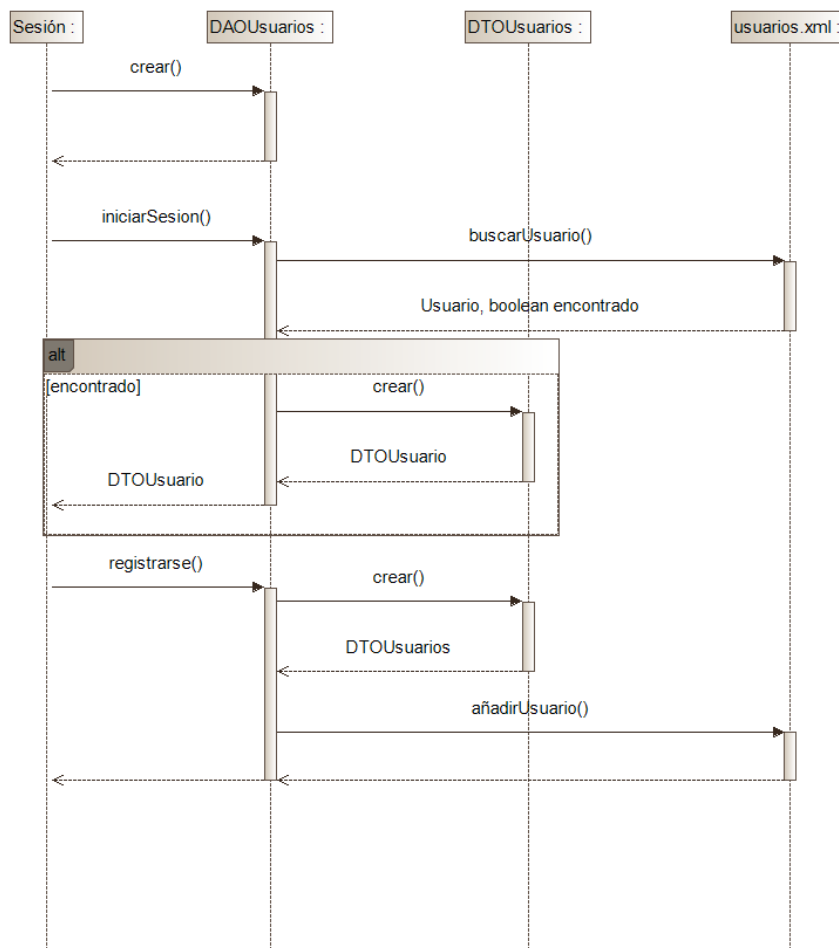 Sesión :
DAOUsuarios :
DTOUsuarios :
usuarios.xml :
crear()
iniciarSesion()
buscarUsuario()
Usuario, boolean encontrado
alt
[encontrado]
crear()
DTOUsuario
DTOUsuario
registrarse()
crear()
DTOUsuarios
añadirUsuario()